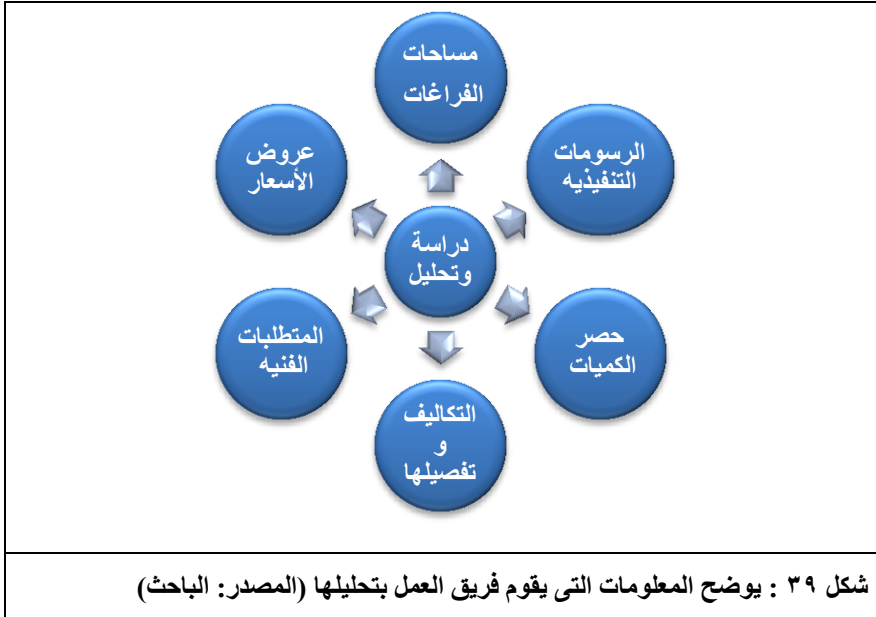 مساحات
الفراغات
عروض
الأسعار
الرسومات
التنفيذيه
دراسة
وتحليل
المتطلبات
الفنيه
حصر
الكميات
التكاليف
و
تفصيلها
شكل ٣٩ : يوضح المعلومات التى يقوم فريق العمل بتحليلها (المصدر: الباحث)